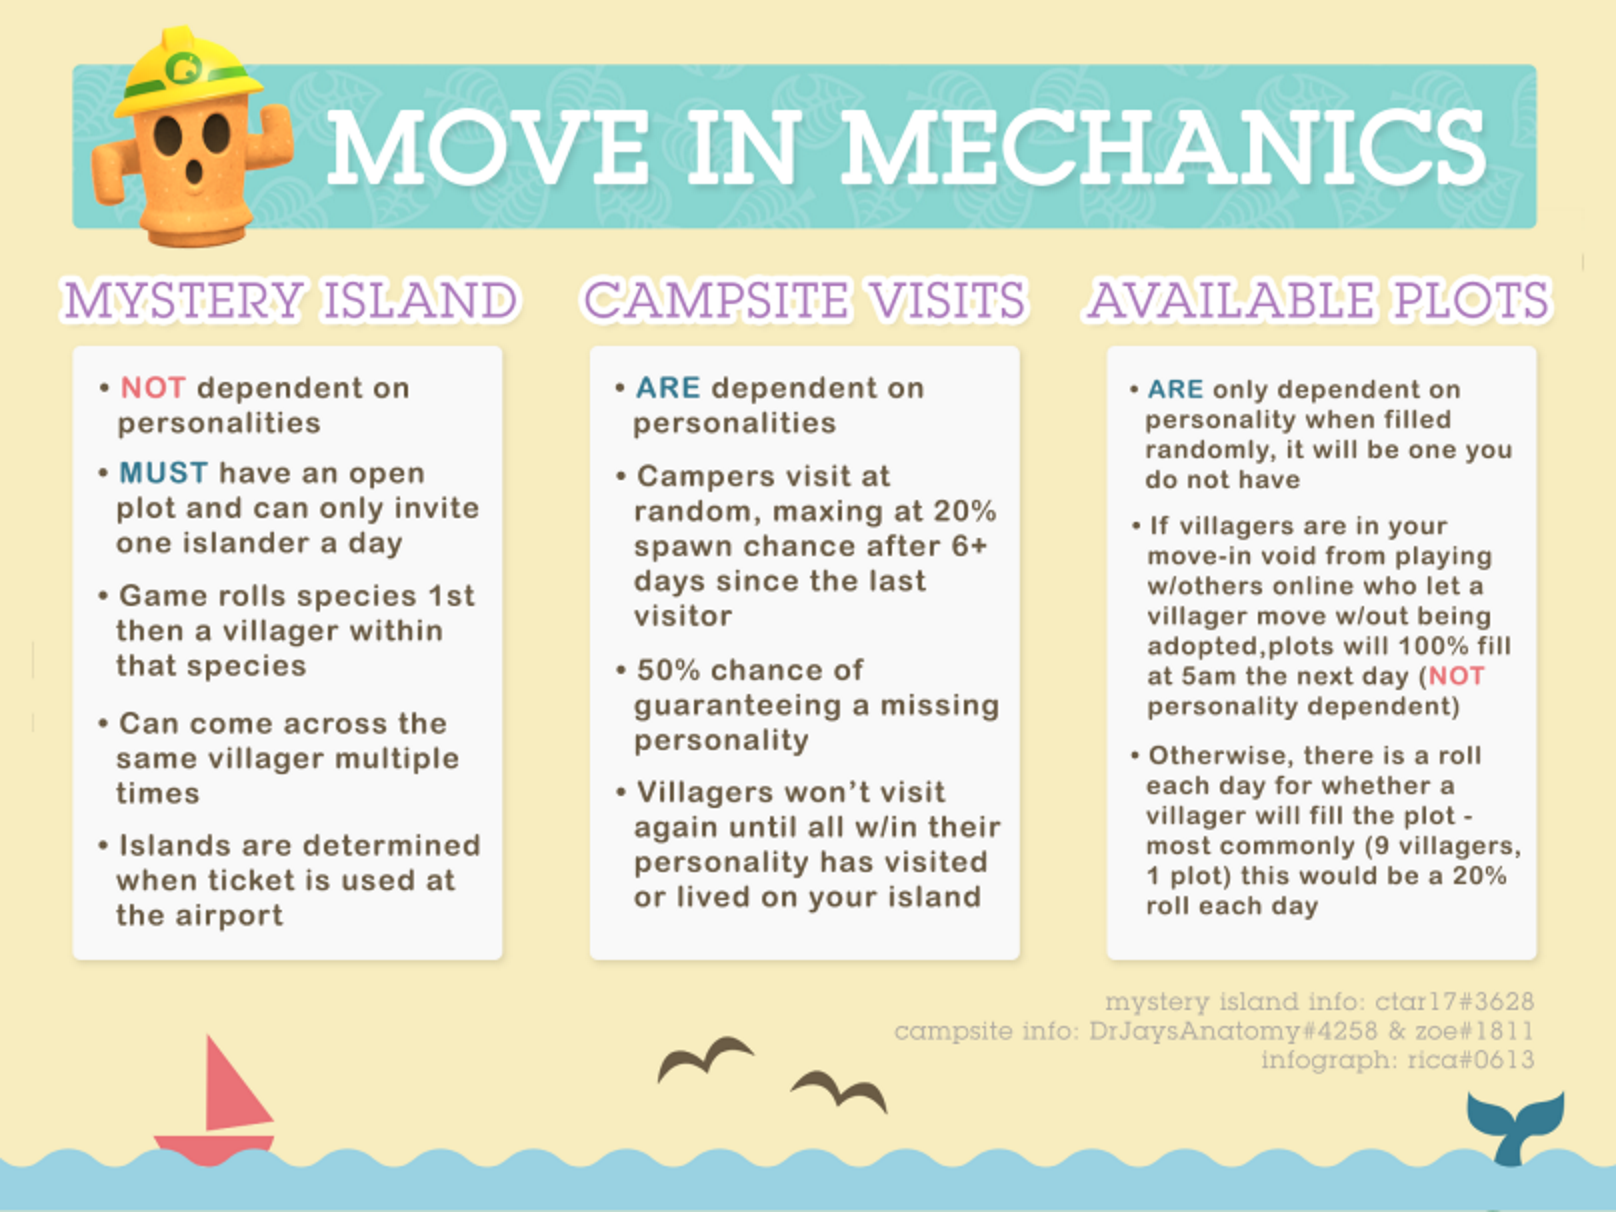 MOVE IN MECHANICS
MYSTERY ISLAND
• NOT dependent on
personalities
• MUST have an open
plot and can only invite
one islander a day
• Game rolls species 1st
then a villager within
that species
• Can come across the
same villager multiple
times
• Islands are determined
when ticket is used at
the airport
CAMPSITE VISITS
• ARE dependent on
personalities
• Campers visit at
random, maxing at 20%
spawn chance after 6+
days since the last
visitor
• 50% chance of
guaranteeing a missing
personality
• Villagers won't visit
again until all w/in their
personality has visited
or lived on your island
AVAILABLE PLOTS
• ARE only dependent on
personality when filled
randomly, it will be one you
do not have
• If villagers are in your
move-in void from playing
w/others online who let a
villager move w/out being
adopted,plots will 100% fill
at 5am the next day (NOT
personality dependent)
• Otherwise, there is a roll
each day for whether a
villager will fill the plot -
most commonly (9 villagers,
1 plot) this would be a 20%
roll each day
mystery island info: ctar17#3628
campsite info: DrJaysAnatomy#4258 & zoe#1811
infograph: rica#0613